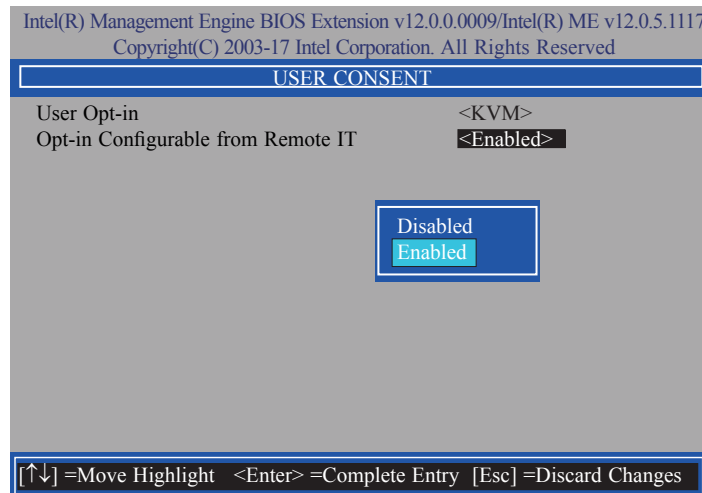 Intel(R) Management Engine BIOS Extension v12.0.0.0009/Intel(R) ME v12.0.5.1117
Copyright(C) 2003-17 Intel Corporation. All Rights Reserved
USER CONSENT
User Opt-in <KVM>
Opt-in Configurable from Remote IT <Enabled>
Disabled
Enabled
[↑↓] =Move Highlight <Enter> =Complete Entry [Esc] =Discard Changes